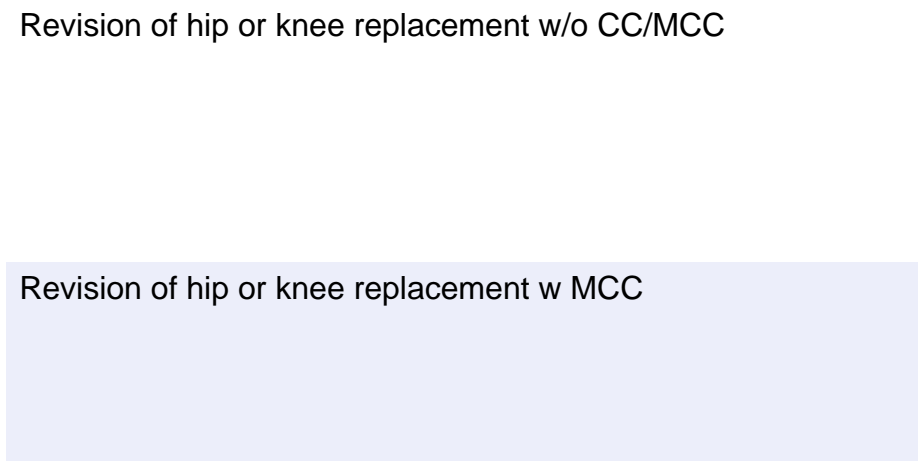 Revision of hip or knee replacement w/o CC/MCC
Revision of hip or knee replacement w MCC